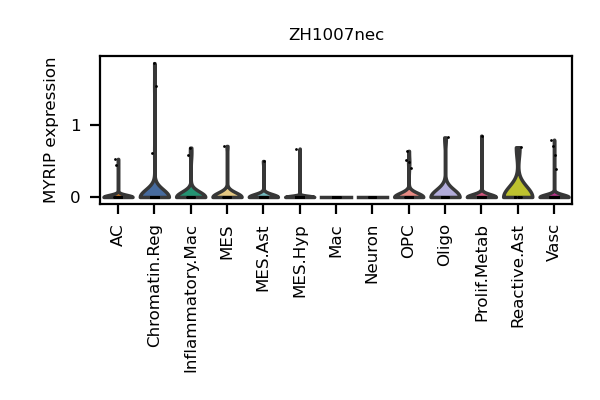 ZH1007nec
MYRIP expression
1
0
AC
Chromatin.Reg
Inflammatory.Mac
MES
MES.Ast
MES.Hyp
Mac
Neuron
OPC
Oligo
Prolif.Metab
Reactive.Ast
Vasc